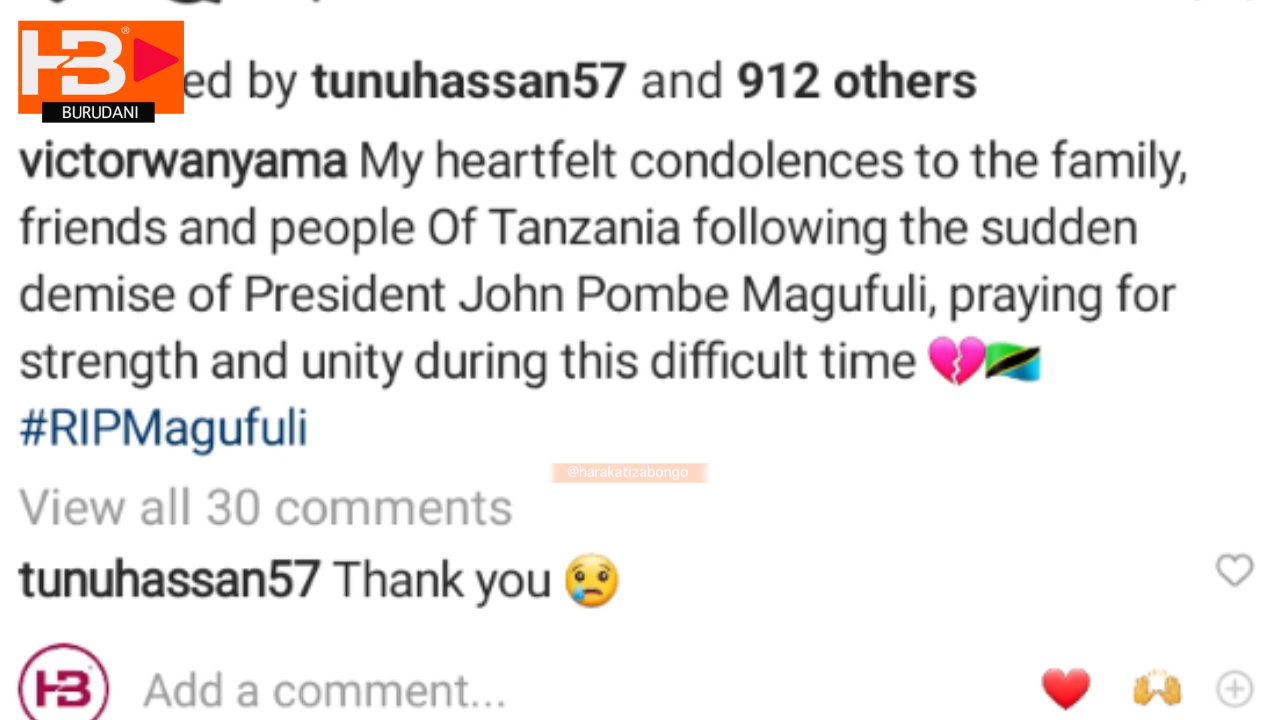 HB®
BURUDANI
ed by tunuhassan57 and 912 others
victorwanyama My heartfelt condolences to the family,
friends and people Of Tanzania following the sudden
demise of President John Pombe Magufuli, praying for
strength and unity during this difficult time 💔🇹🇿
#RIPMagufuli
@harakatizabongo
View all 30 comments
tunuhassan57 Thank you 😢
HB
Add a comment...